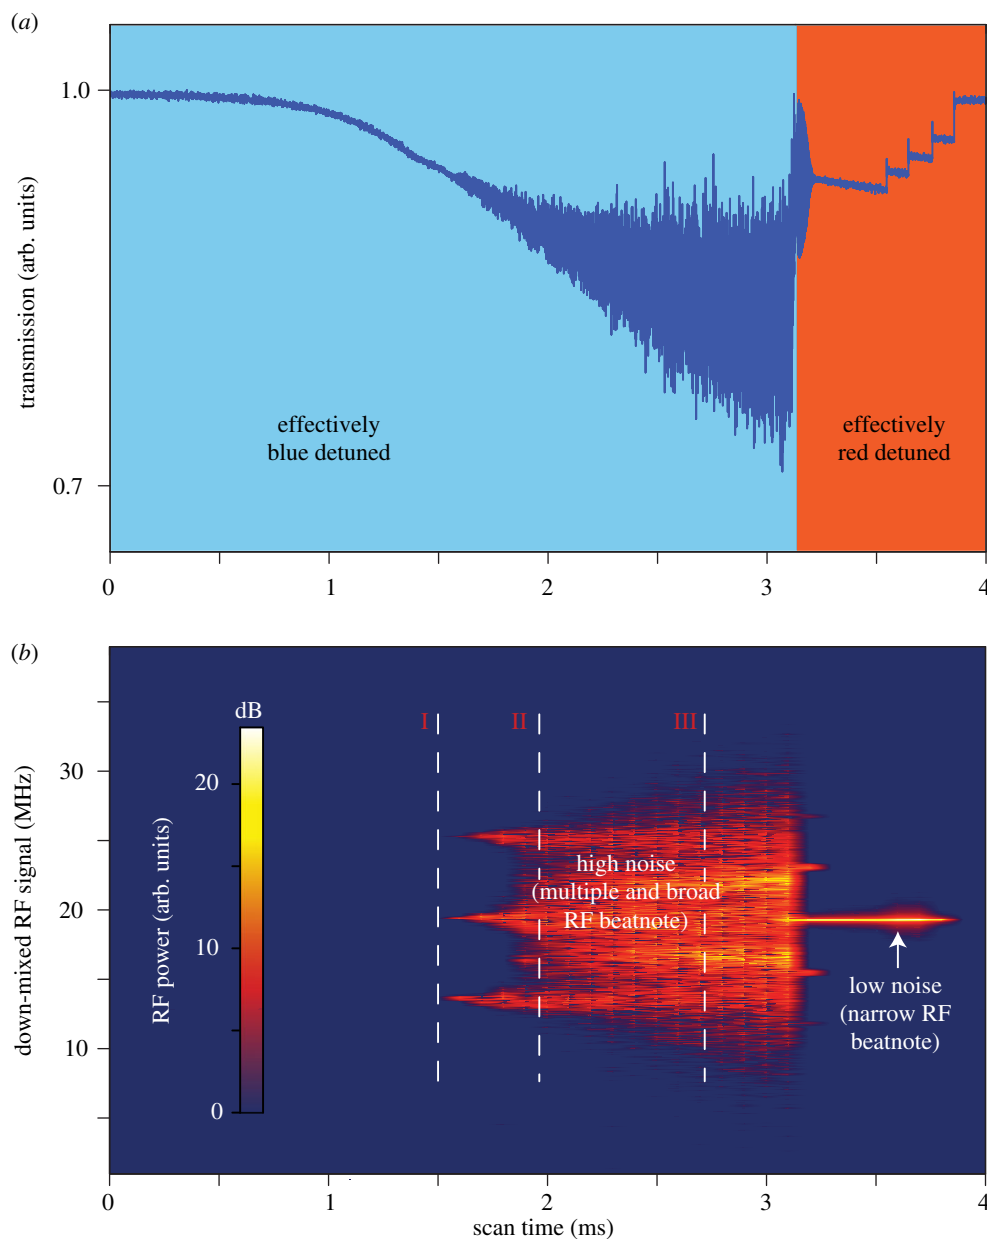 (a)
1.0
0.7
transmission (arb. units)
effectively
blue detuned
effectively
red detuned
0 1 2 3 4
(b)
down-mixed RF signal (MHz)
30
20
10
dB
20
10
0
RF power (arb. units)
I II III
high noise
(multiple and broad
RF beatnote)
low noise
(narrow RF
beatnote)
0 1 2 3 4
scan time (ms)